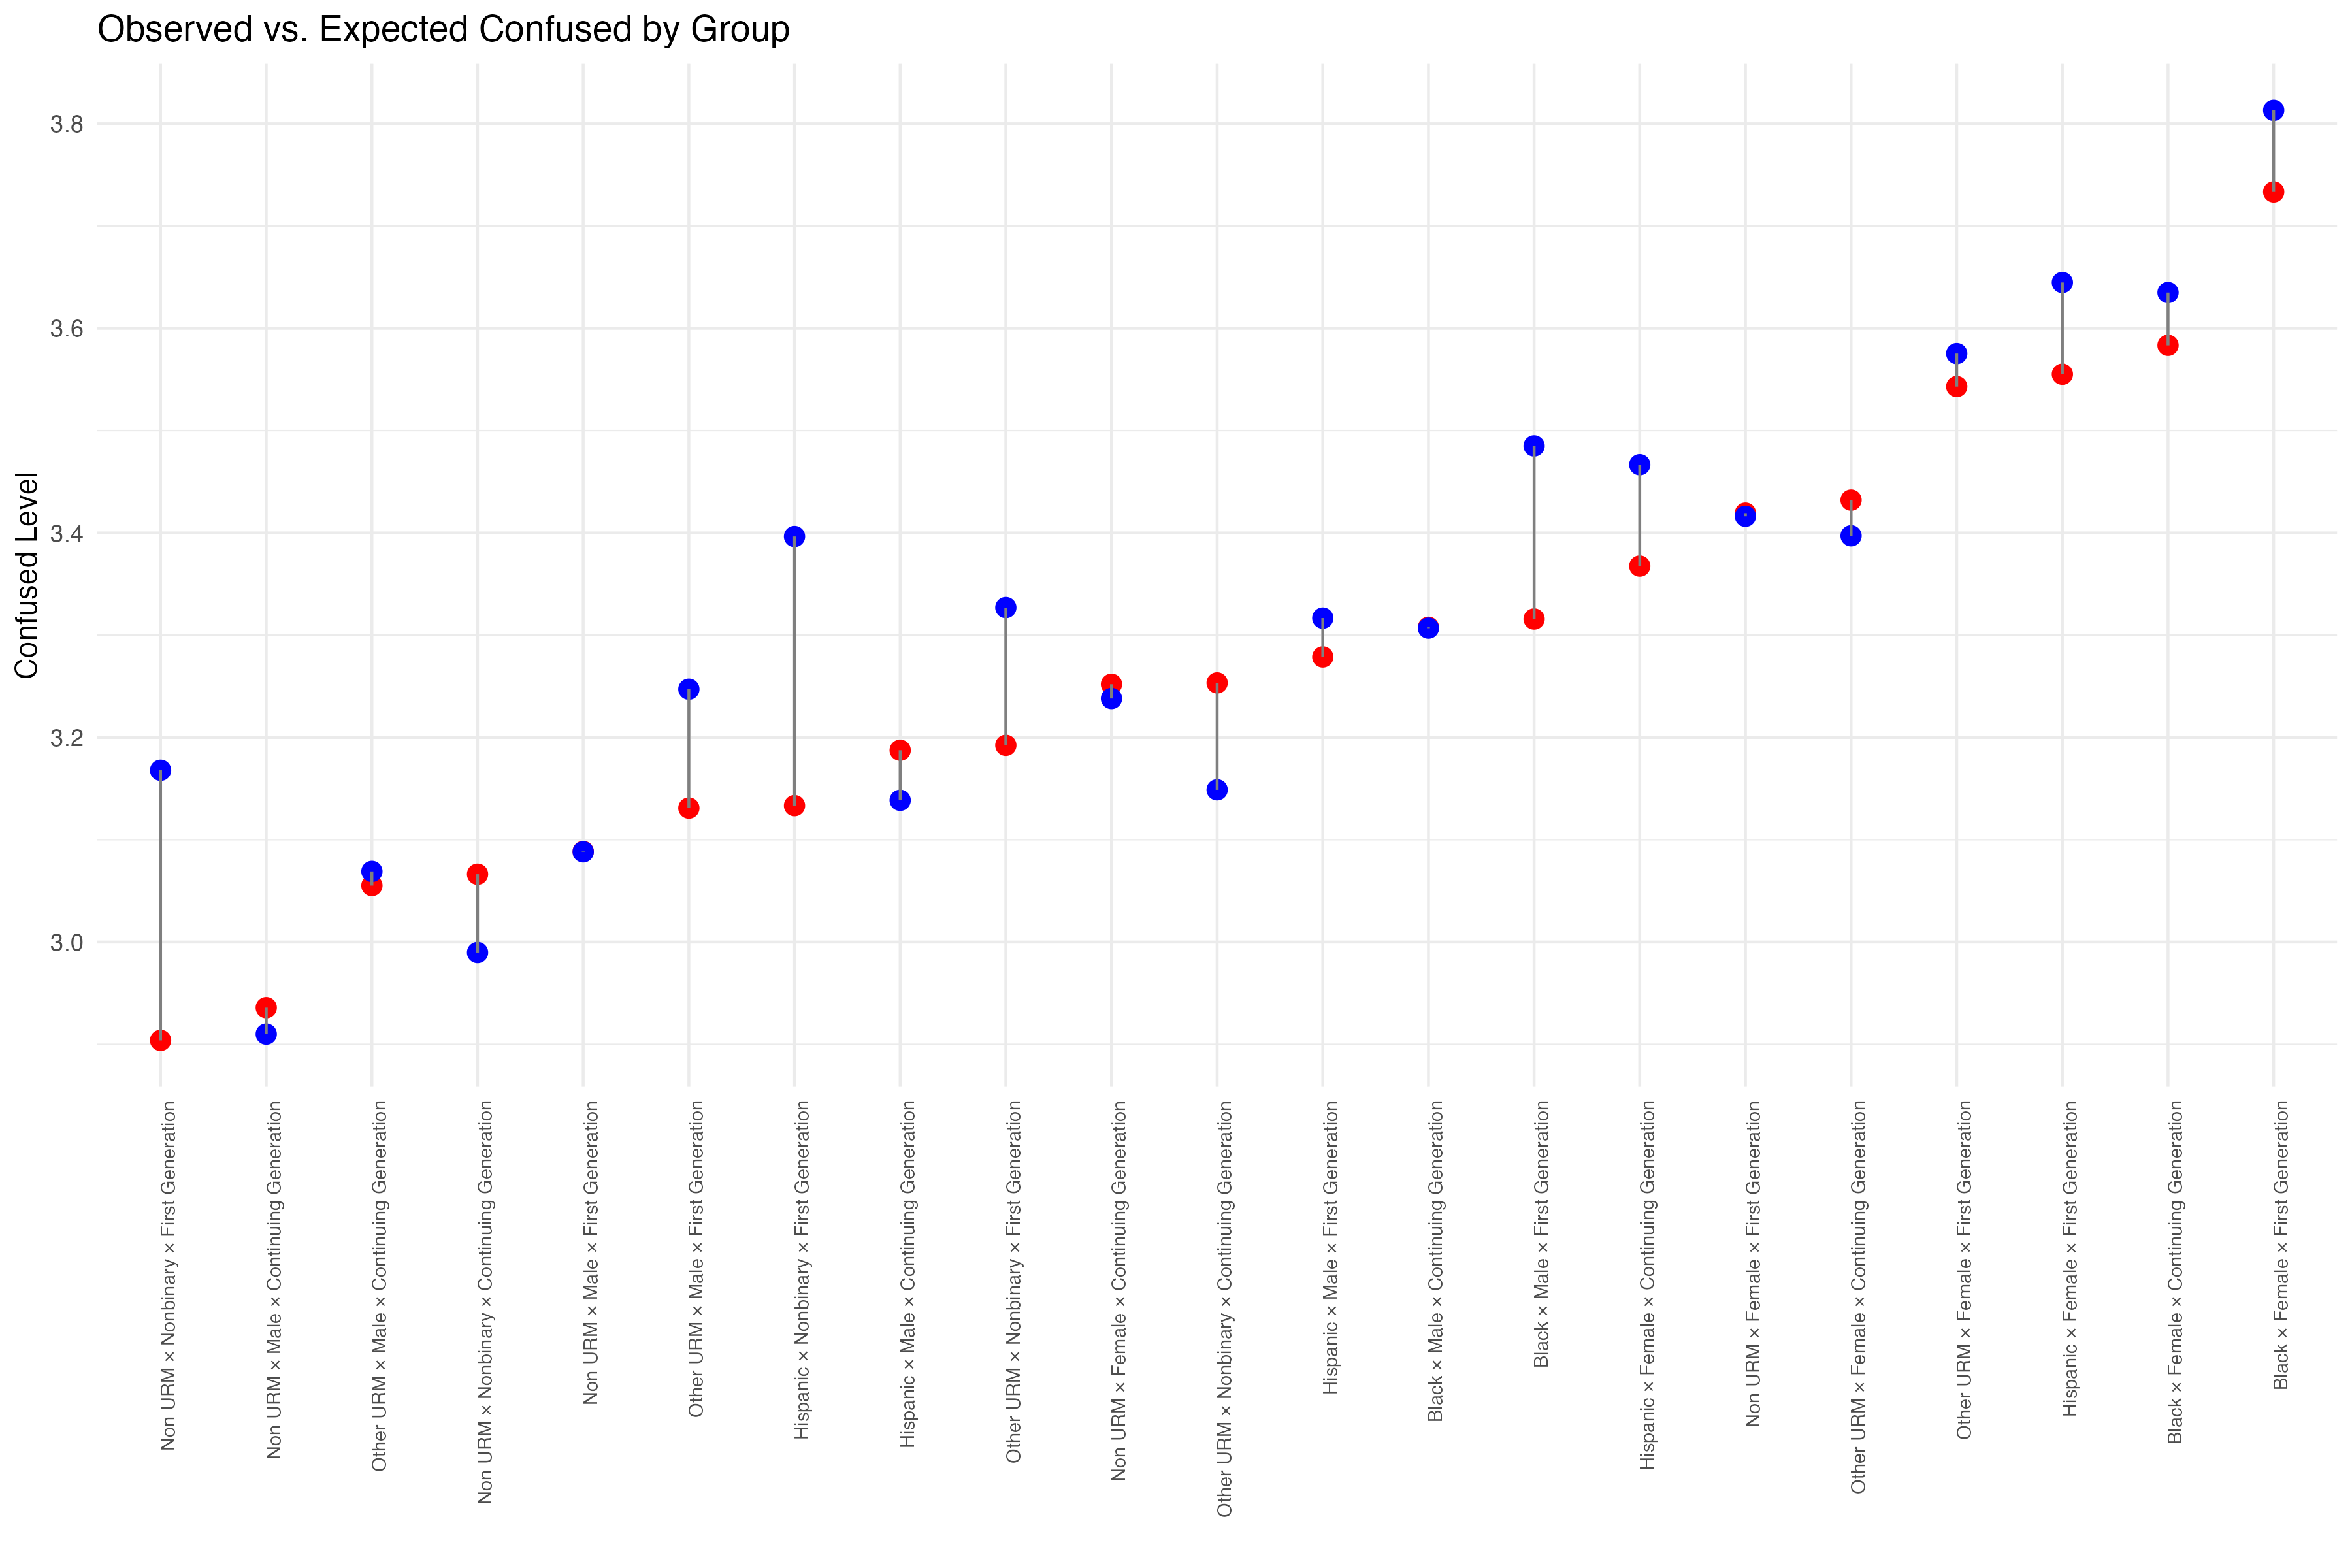 Observed vs. Expected Confused by Group
Confused Level
3.8
3.6
3.4
3.2
3.0
Non URM × Nonbinary × First Generation
Non URM × Male × Continuing Generation
Other URM × Male × Continuing Generation
Non URM × Nonbinary × Continuing Generation
Non URM × Male × First Generation
Other URM × Male × First Generation
Hispanic × Nonbinary × First Generation
Hispanic × Male × Continuing Generation
Other URM × Nonbinary × First Generation
Non URM × Female × Continuing Generation
Other URM × Nonbinary × Continuing Generation
Hispanic × Male × First Generation
Black × Male × Continuing Generation
Black × Male × First Generation
Hispanic × Female × Continuing Generation
Non URM × Female × First Generation
Other URM × Female × Continuing Generation
Other URM × Female × First Generation
Hispanic × Female × First Generation
Black × Female × Continuing Generation
Black × Female × First Generation